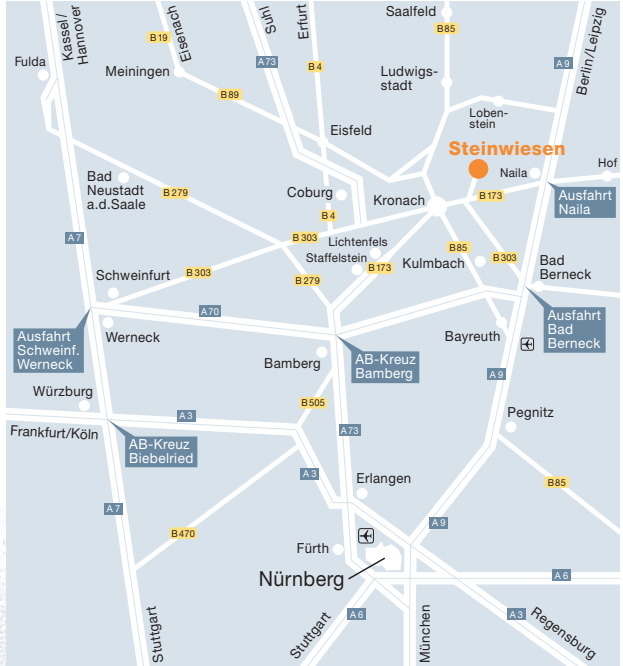 Kassel/
Hannover
B19
Eisenach
Suhl
Erfurt
Saalfeld
B85
Berlin/Leipzig
Fulda
Meiningen
A73
B4
A9
Ludwigs-
stadt
B89
Loben-
stein
Eisfeld
Steinwiesen
Naila
Hof
Bad
Neustadt
a.d.Saale
B279
Coburg
Kronach
B173
Ausfahrt
Naila
B4
A7
B303
Lichtenfels
Staffelstein
B85
B303
B173
Kulmbach
Bad
Berneck
Schweinfurt
B303
B279
A70
Ausfahrt
Schweinf.
Werneck
Werneck
Bayreuth
Ausfahrt
Bad
Berneck
Bamberg
AB-Kreuz
Bamberg
A9
Würzburg
B505
A3
Pegnitz
Frankfurt/Köln
A73
AB-Kreuz
Biebelried
A3
Erlangen
B85
A7
A9
B470
Fürth
Nürnberg
A6
A6
A3
Stuttgart
Stuttgart
München
Regensburg